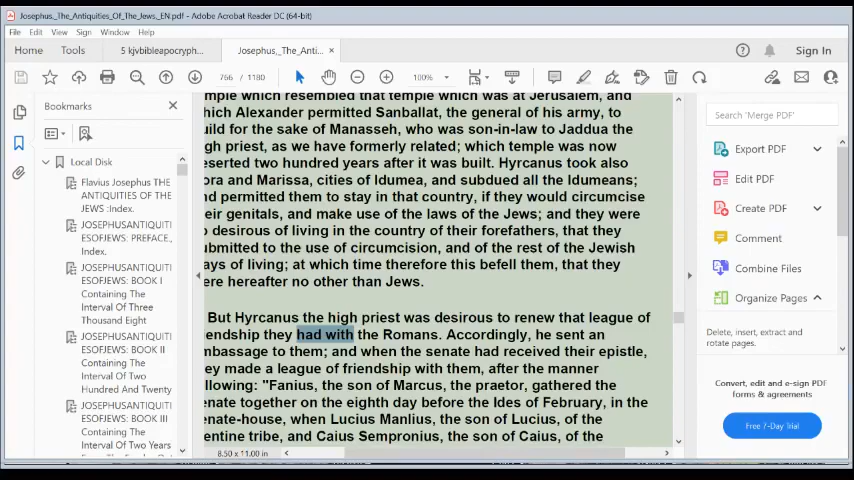 Josephus,_The_Antiquities_Of_The_Jews_EN.pdf - Adobe Acrobat Reader DC (64-bit)
File Edit View Sign Window Help
Home Tools 5 kjvbibleapocryph... Josephus,_The_Anti... × Sign In
766 / 1180 100%
Bookmarks
Local Disk
Flavius Josephus THE
ANTIQUITIES OF THE
JEWS :Index.
JOSEPHUSANTIQUITI
ESOFJEWS: PREFACE.,
Index.
JOSEPHUSANTIQUITI
ESOFJEWS: BOOK I
Containing The
Interval Of Three
Thousand Eight
JOSEPHUSANTIQUITI
ESOFJEWS: BOOK II
Containing The
Interval Of Two
Hundred And Twenty
JOSEPHUSANTIQUITI
ESOFJEWS: BOOK III
Containing The
Interval Of Two Years
mple which resembled that temple which was at Jerusalem, and
hich Alexander permitted Sanballat, the general of his army, to
uild for the sake of Manasseh, who was son-in-law to Jaddua the
gh priest, as we have formerly related; which temple was now
eserted two hundred years after it was built. Hyrcanus took also
ora and Marissa, cities of Idumea, and subdued all the Idumeans;
nd permitted them to stay in that country, if they would circumcise
eir genitals, and make use of the laws of the Jews; and they were
o desirous of living in the country of their forefathers, that they
ubmitted to the use of circumcision, and of the rest of the Jewish
ays of living; at which time therefore this befell them, that they
ere hereafter no other than Jews.
But Hyrcanus the high priest was desirous to renew that league of
iendship they had with the Romans. Accordingly, he sent an
mbassage to them; and when the senate had received their epistle,
ey made a league of friendship with them, after the manner
llowing: "Fanius, the son of Marcus, the praetor, gathered the
enate together on the eighth day before the Ides of February, in the
enate-house, when Lucius Manlius, the son of Lucius, of the
entine tribe, and Caius Sempronius, the son of Caius, of the
8.50 x 11.00 in
Search 'Merge PDF'
Export PDF
Edit PDF
Create PDF
Comment
Combine Files
Organize Pages
Delete, insert, extract and
rotate pages.
Convert, edit and e-sign PDF
forms & agreements
Free 7-Day Trial